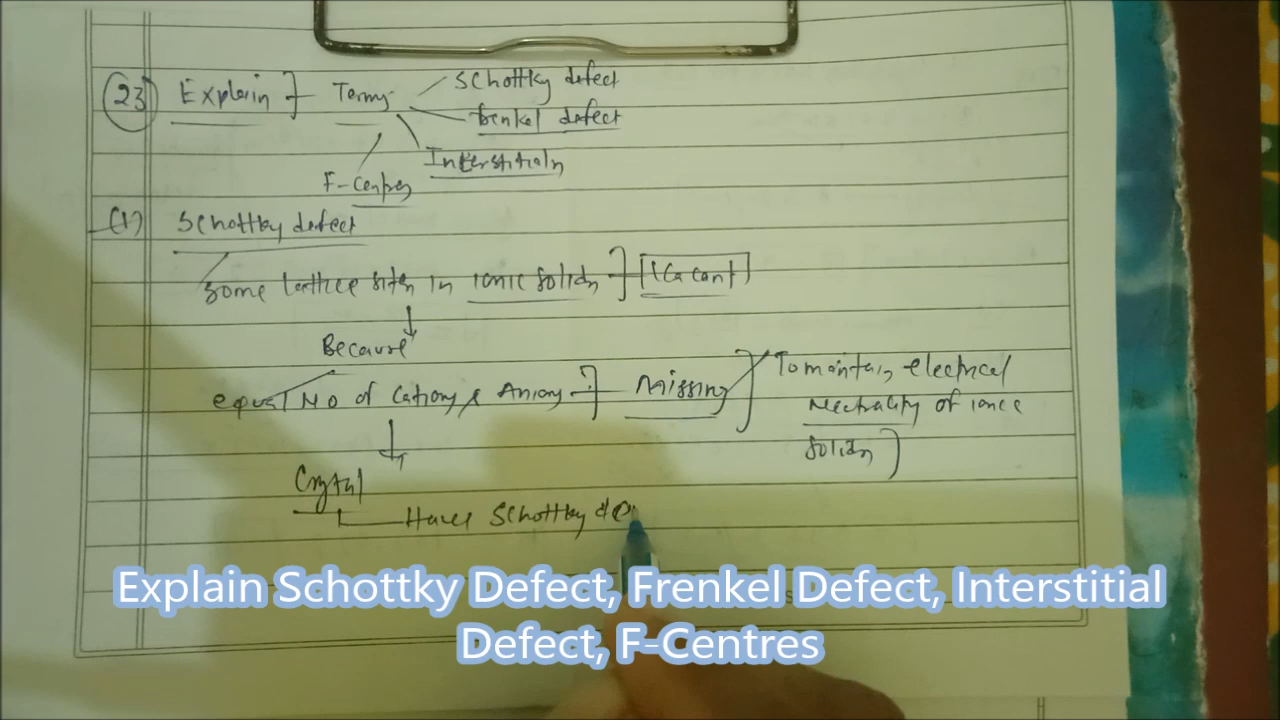 23 Explain Terms Schottky defect
Frenkel defect
Interstitials
F-Centres
(1) Schottky defect
Some lattice sites in ionic solids Vacant
Because
equal No of Cations & Anions Missing To maintain electrical
Neutrality of ionic
solids
Crystal
Have Schottky de
Explain Schottky Defect, Frenkel Defect, Interstitial
Defect, F-Centres